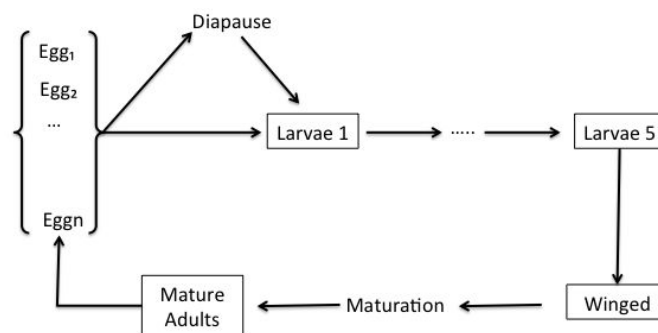 Diapause
Egg₁
Egg₂
...
Larvae 1
.....
Larvae 5
Eggn
Mature
Adults
Maturation
Winged